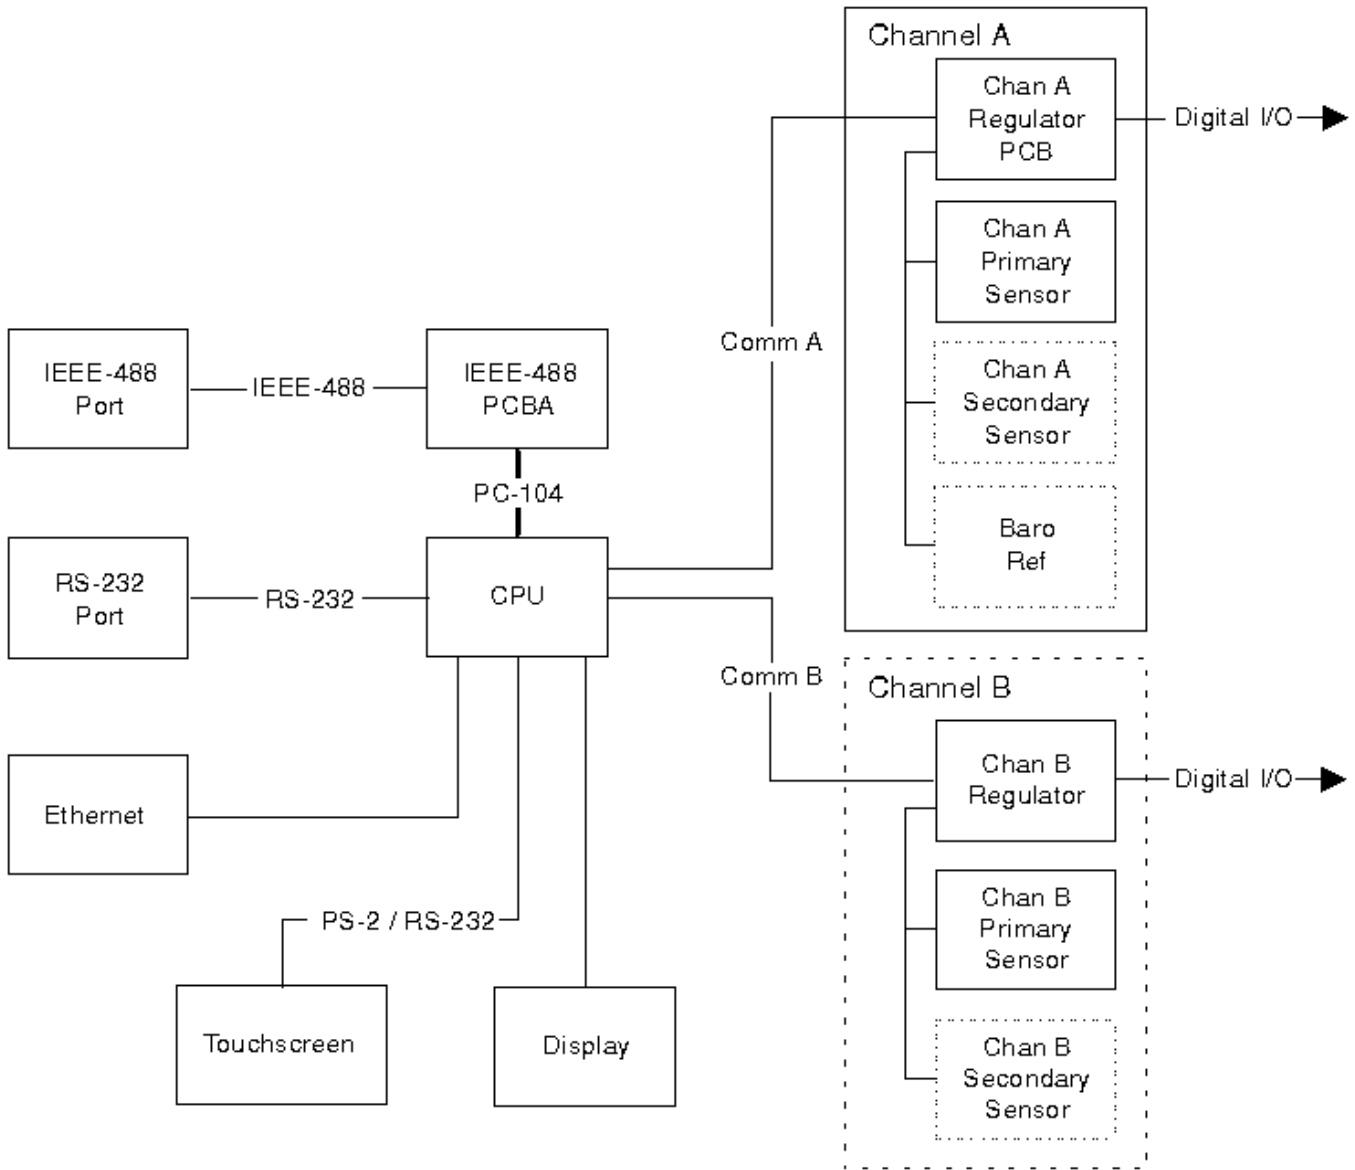 Channel A
Chan A
Regulator
PCB
Digital I/O
Chan A
Primary
Sensor
Comm A
Chan A
Secondary
Sensor
IEEE-488
Port
IEEE-488
IEEE-488
PCBA
PC-104
Baro
Ref
RS-232
Port
RS-232
CPU
Comm B
Channel B
Chan B
Regulator
Digital I/O
Ethernet
Chan B
Primary
Sensor
PS-2 / RS-232
Touchscreen
Display
Chan B
Secondary
Sensor